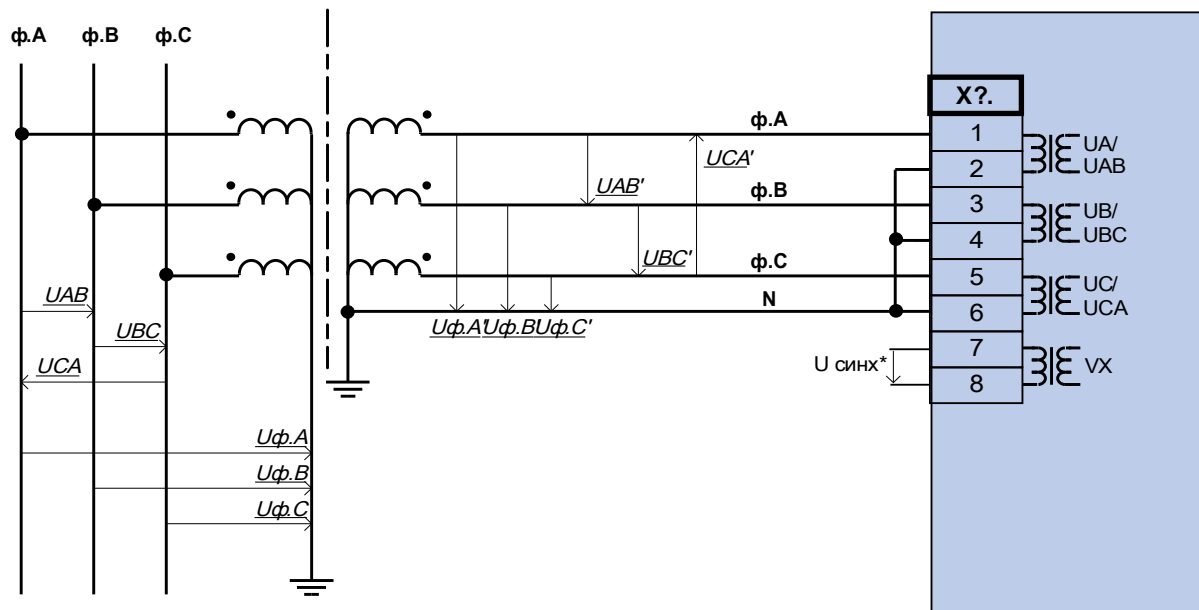 ф.А ф.В ф.С
X?.
1
2
3
4
5
6
7
8
UA/
UAB
UB/
UBC
UC/
UCA
VX
ф.А
ф.В
ф.С
N
UCA'
UAB'
UBC'
Uф.А' Uф.В' Uф.С'
U синх*
UAB
UBC
UCA
Uф.А
Uф.В
Uф.С